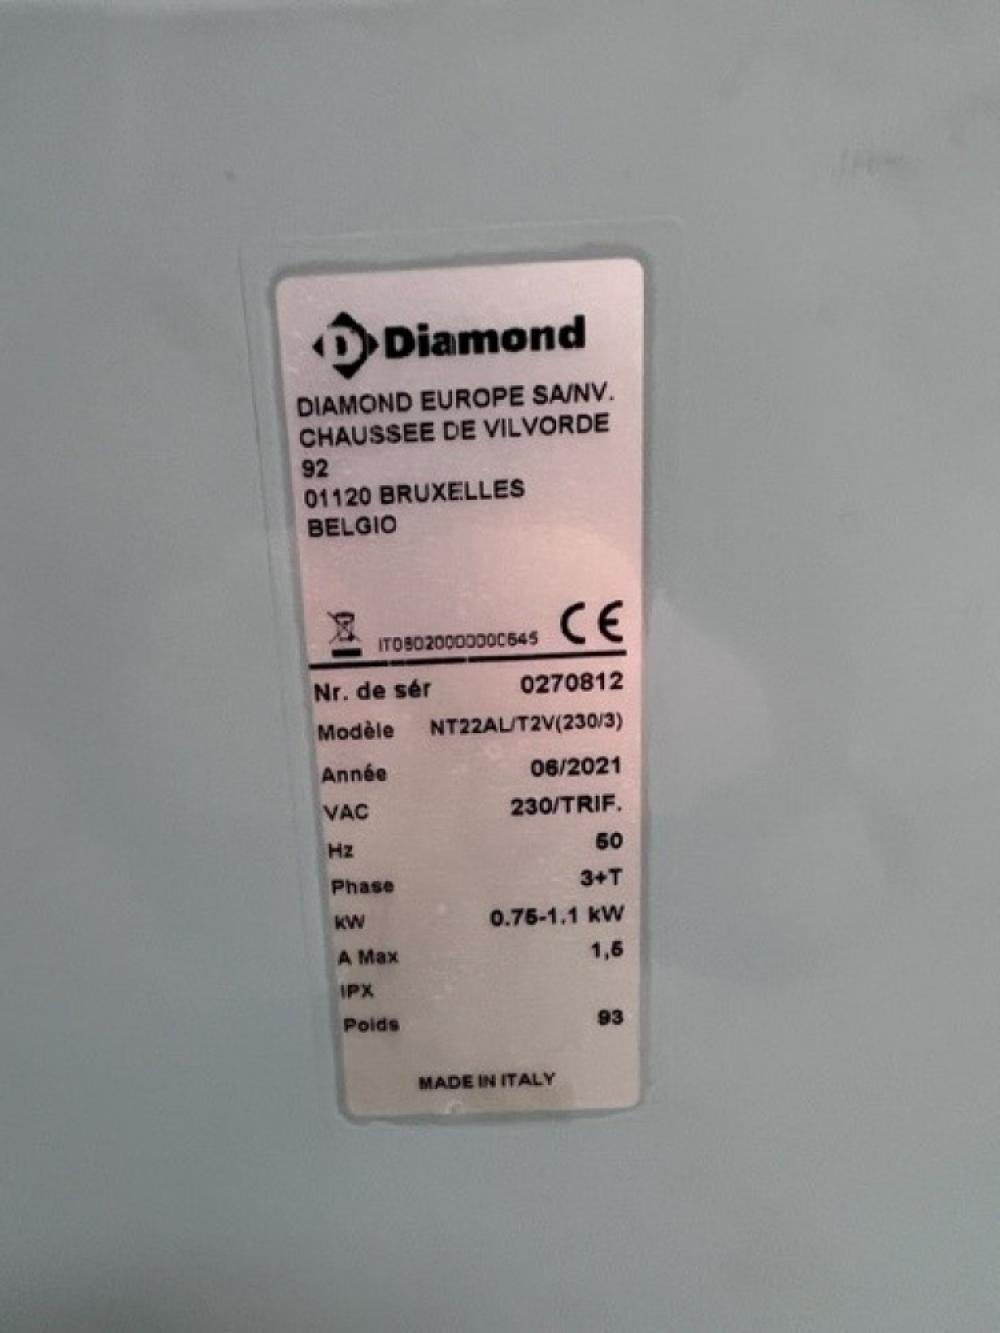 Diamond
DIAMOND EUROPE SA/NV.
CHAUSSEE DE VILVORDE
92
01120 BRUXELLES
BELGIO
CE
Nr. de sér 0270812
Modèle NT22AL/T2V(230/3)
Année 06/2021
VAC 230/TRIF.
Hz 50
Phase 3+T
kW 0.75-1.1 kW
A Max 1,5
IPX
Poids 93
MADE IN ITALY